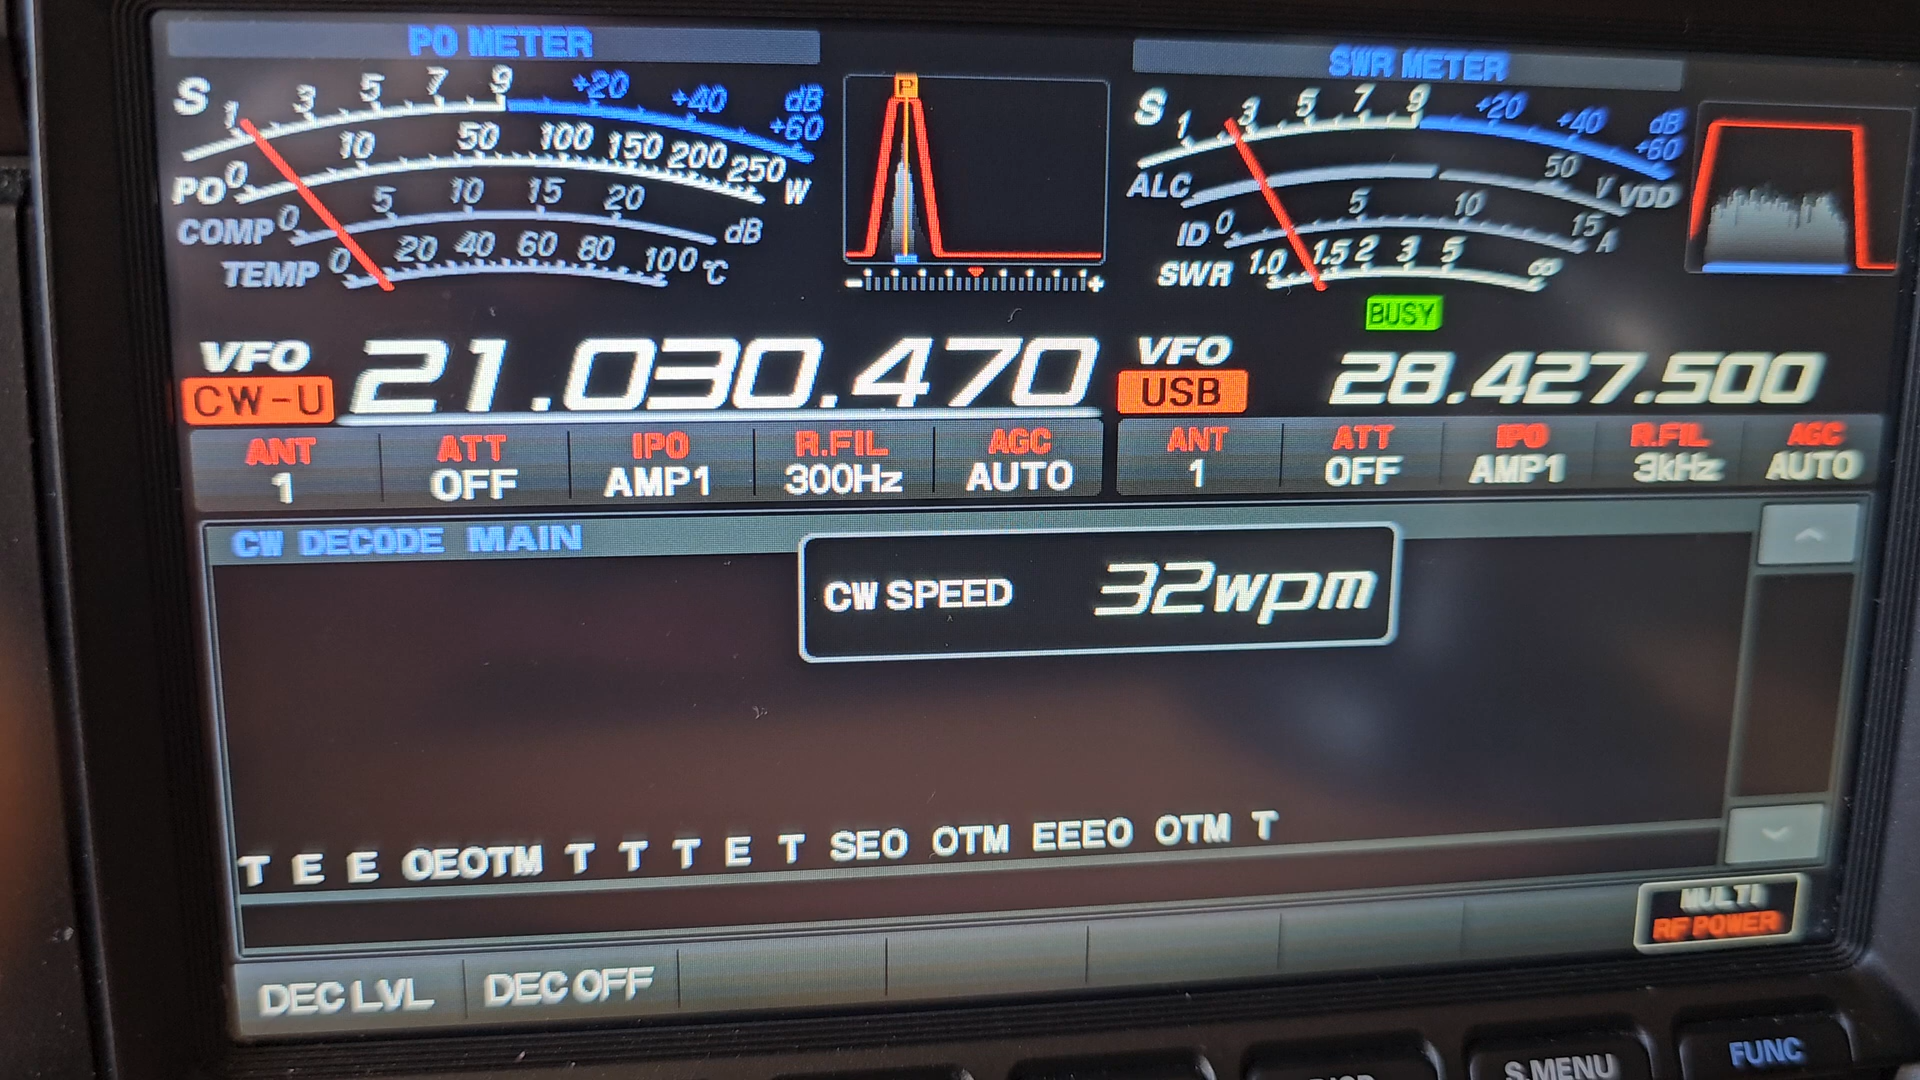 PO METER
S 1 3 5 7 9 +20 +40 dB +60
PO 0 10 50 100 150 200 250 W
COMP 0 5 10 15 20 dB
TEMP 0 20 40 60 80 100 °C
P
- +
SWR METER
S 1 3 5 7 9 +20 +40 dB +60
ALC 50 V VDD
ID 0 5 10 15 A
SWR 1.0 1.5 2 3 5 ∞
BUSY
VFO
CW-U
21.030.470
VFO
USB
28.427.500
ANT ATT IPO R.FIL AGC
1 OFF AMP1 300Hz AUTO
ANT ATT IPO R.FIL AGC
1 OFF AMP1 3kHz AUTO
CW DECODE MAIN
CW SPEED 32wpm
T E E OEOTM T T T E T SEO OTM EEEO OTM T
MULTI
RF POWER
DEC LVL DEC OFF
S.MENU
FUNC